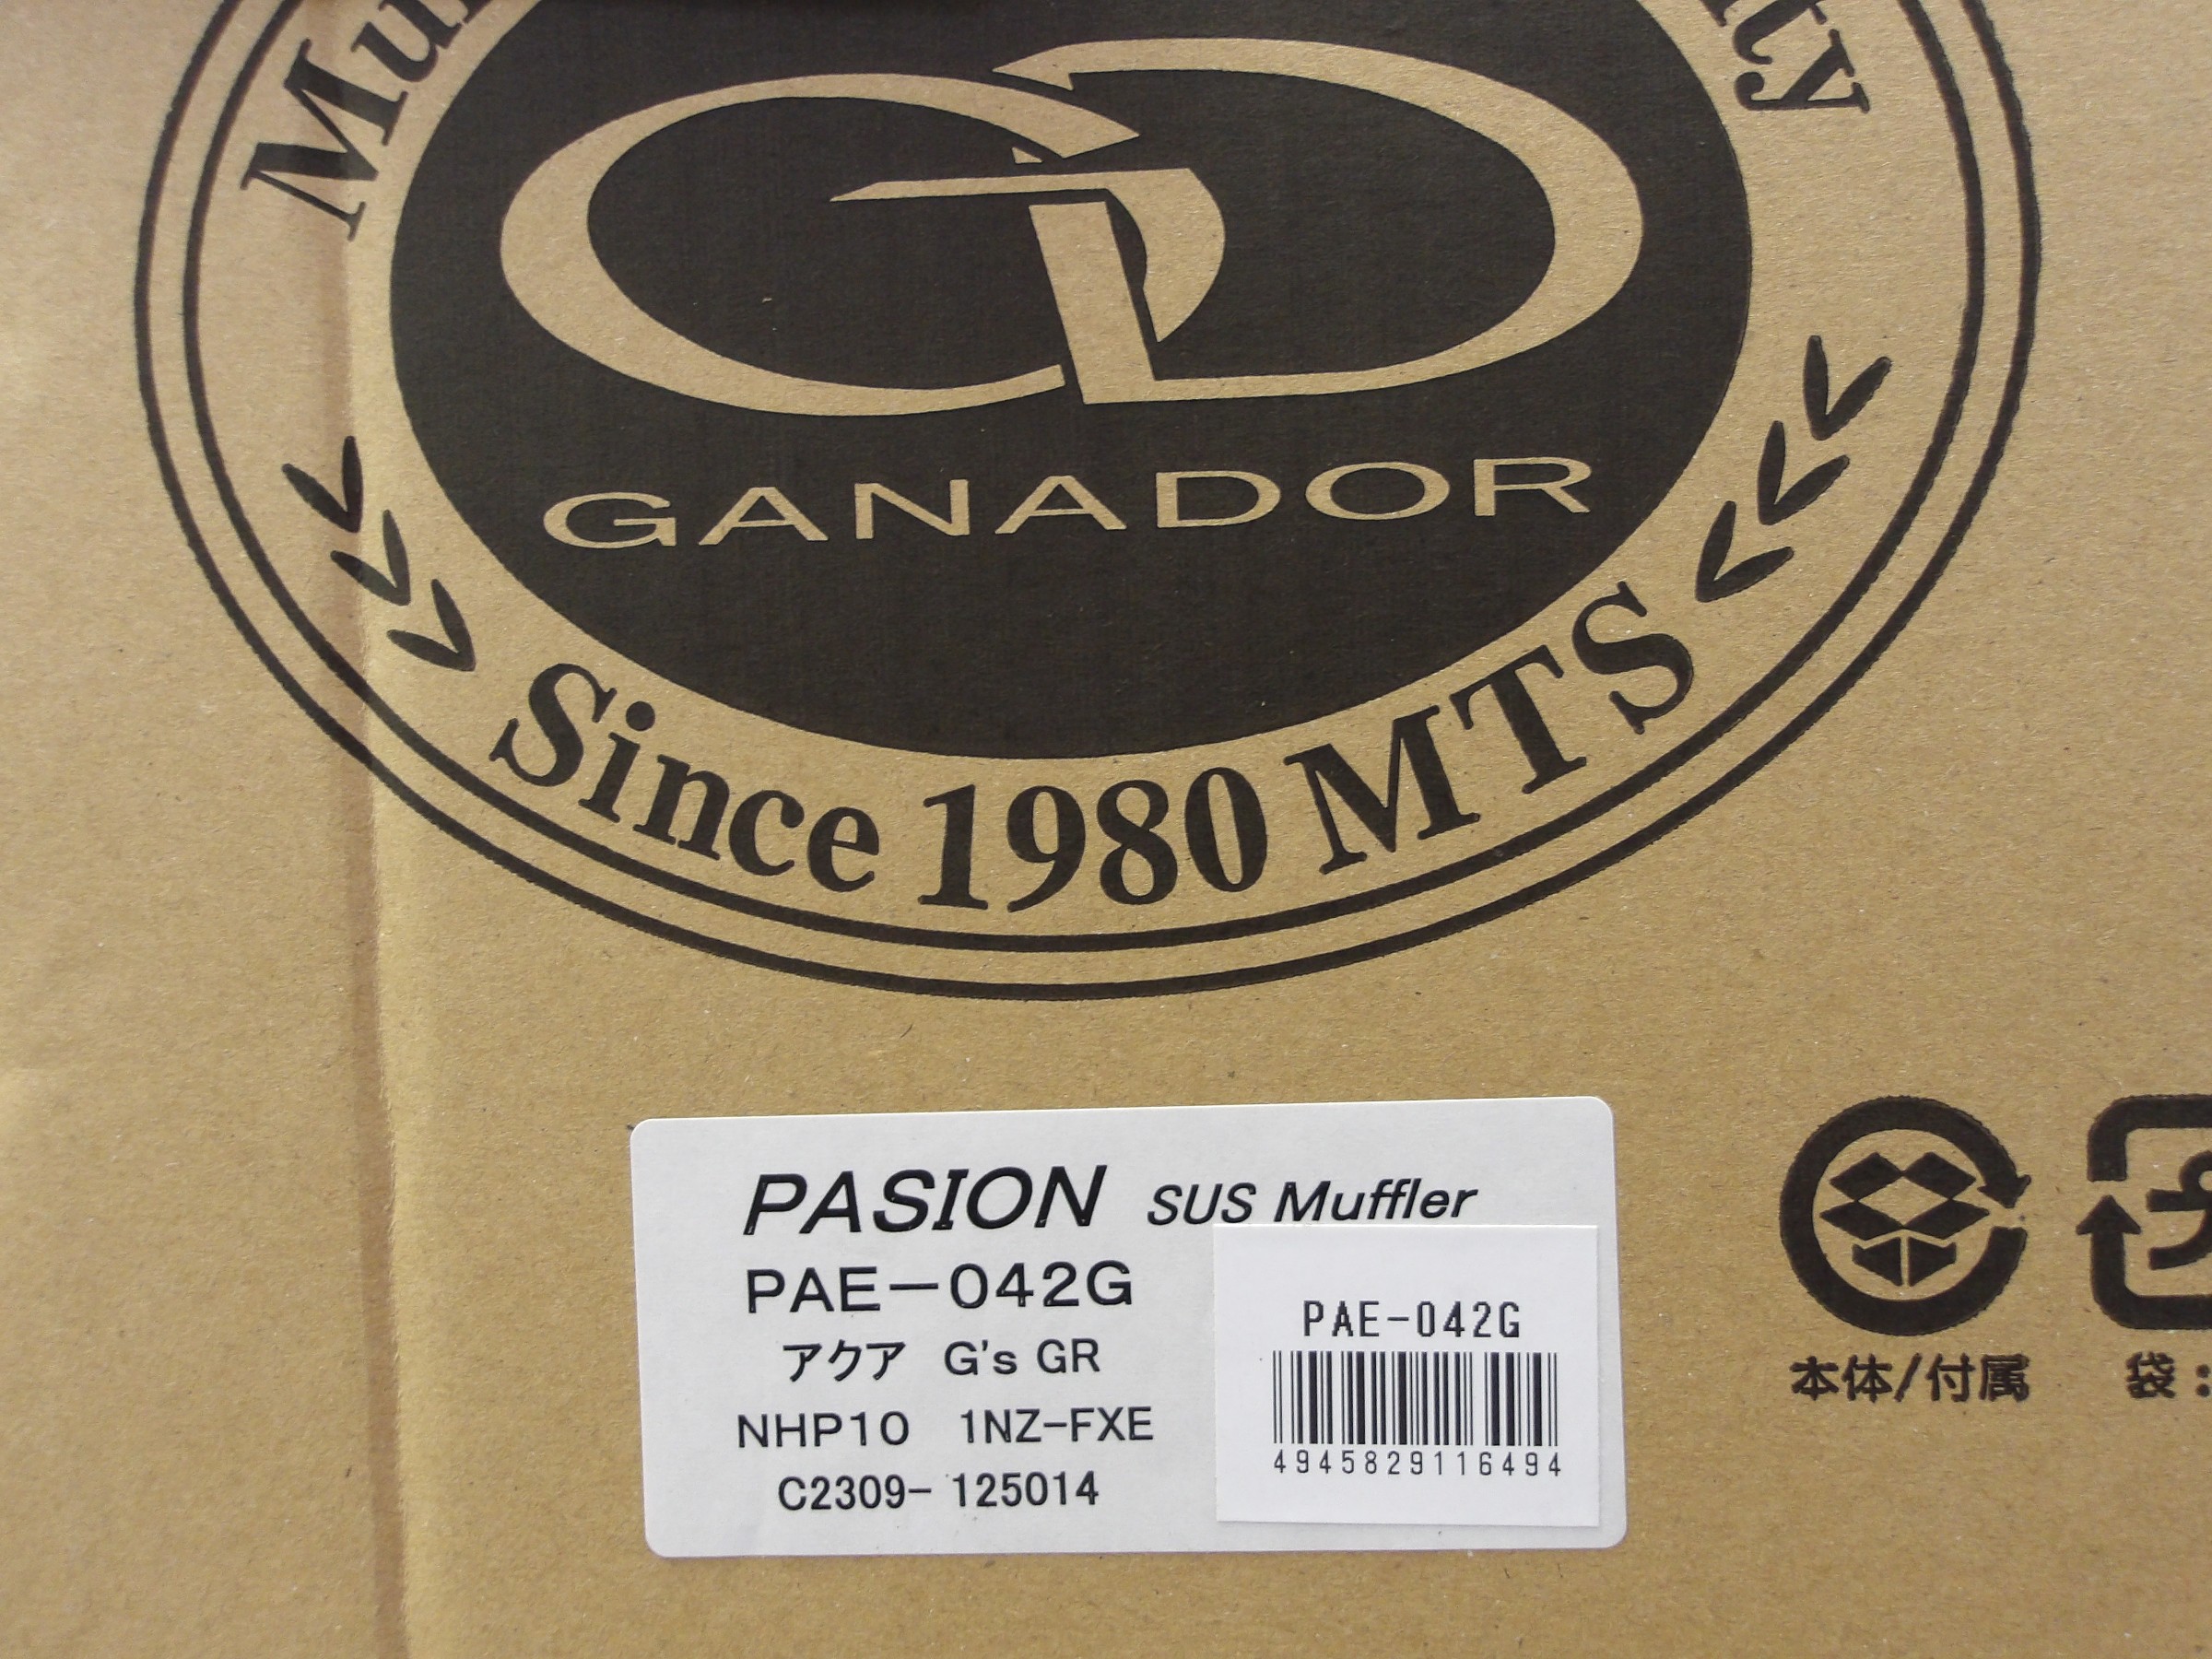 GD
GANADOR
Since 1980 MTS
PASION SUS Muffler
PAE-042G
アクア G's GR
NHP10 1NZ-FXE
C2309- 125014
PAE-042G
4945829116494
本体/付属
袋: